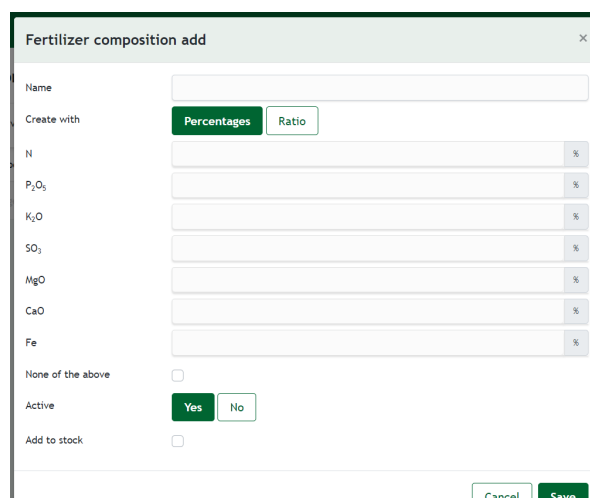 Fertilizer composition add ×
Name
Create with Percentages Ratio
N %
P₂O₅ %
K₂O %
SO₃ %
MgO %
CaO %
Fe %
None of the above
Active Yes No
Add to stock
Cancel Save